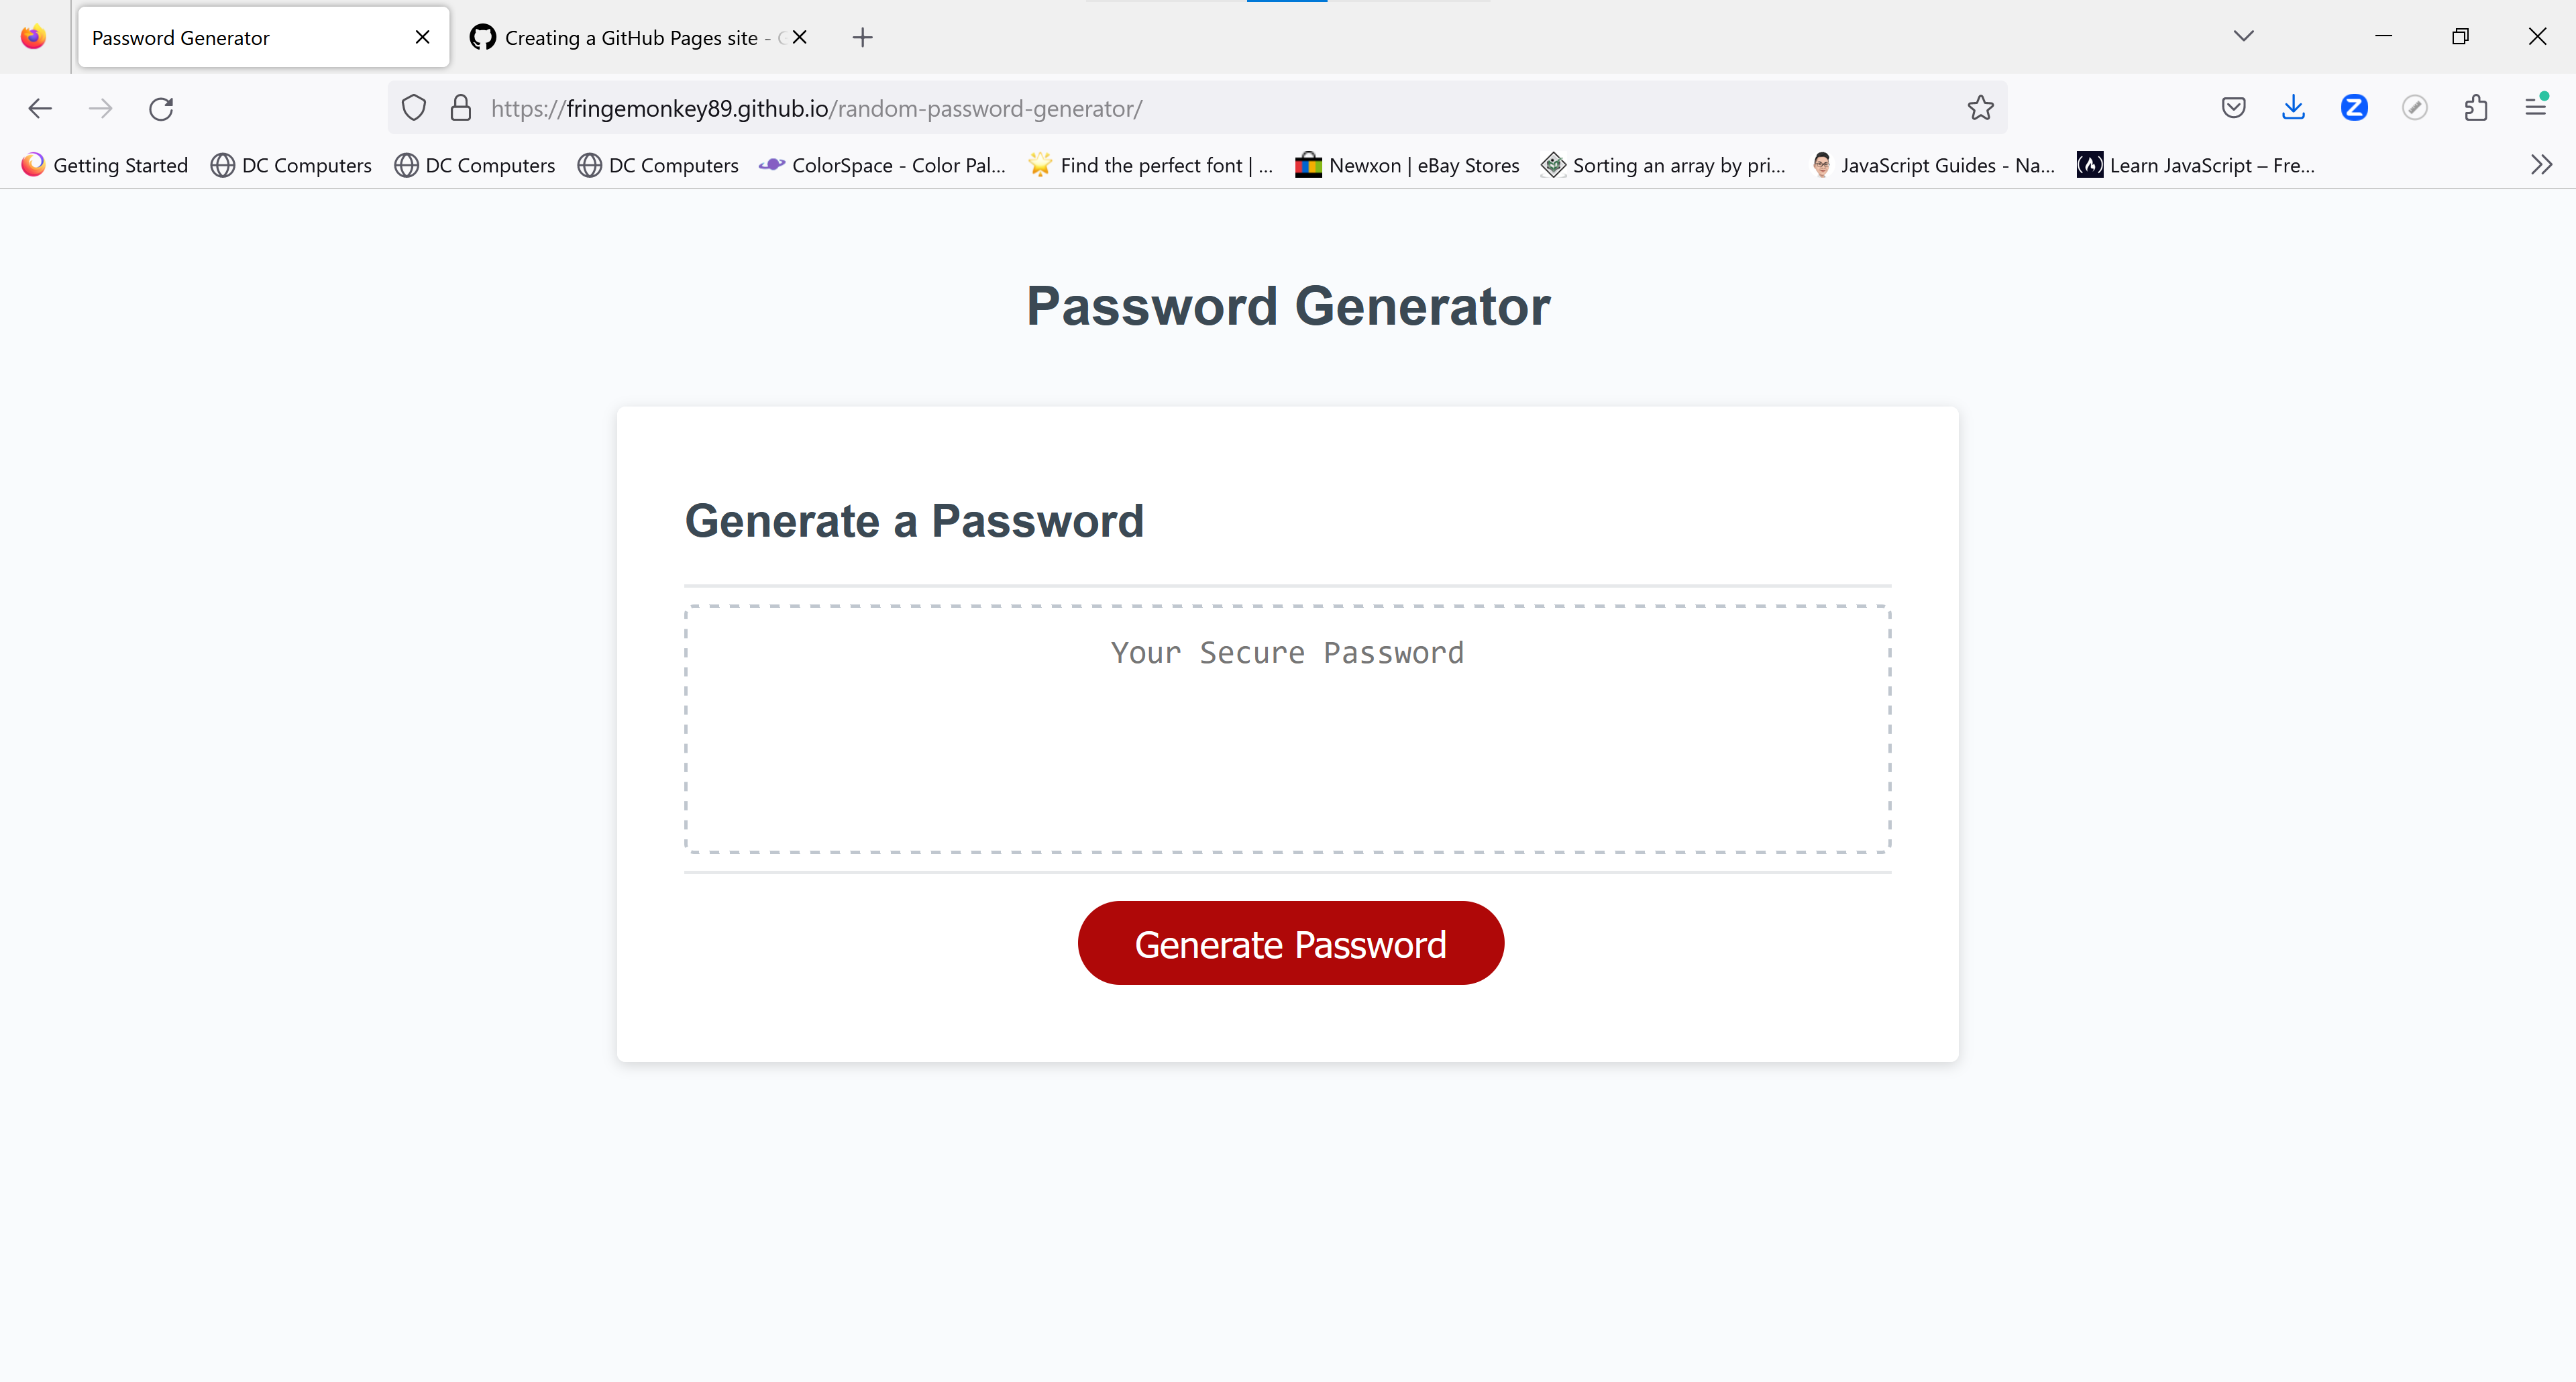 Password Generator
Creating a GitHub Pages site -
https://fringemonkey89.github.io/random-password-generator/
Getting Started DC Computers DC Computers DC Computers ColorSpace - Color Pal... Find the perfect font | ... Newxon | eBay Stores Sorting an array by pri... JavaScript Guides - Na... Learn JavaScript – Fre...
Password Generator
Generate a Password
Your Secure Password
Generate Password